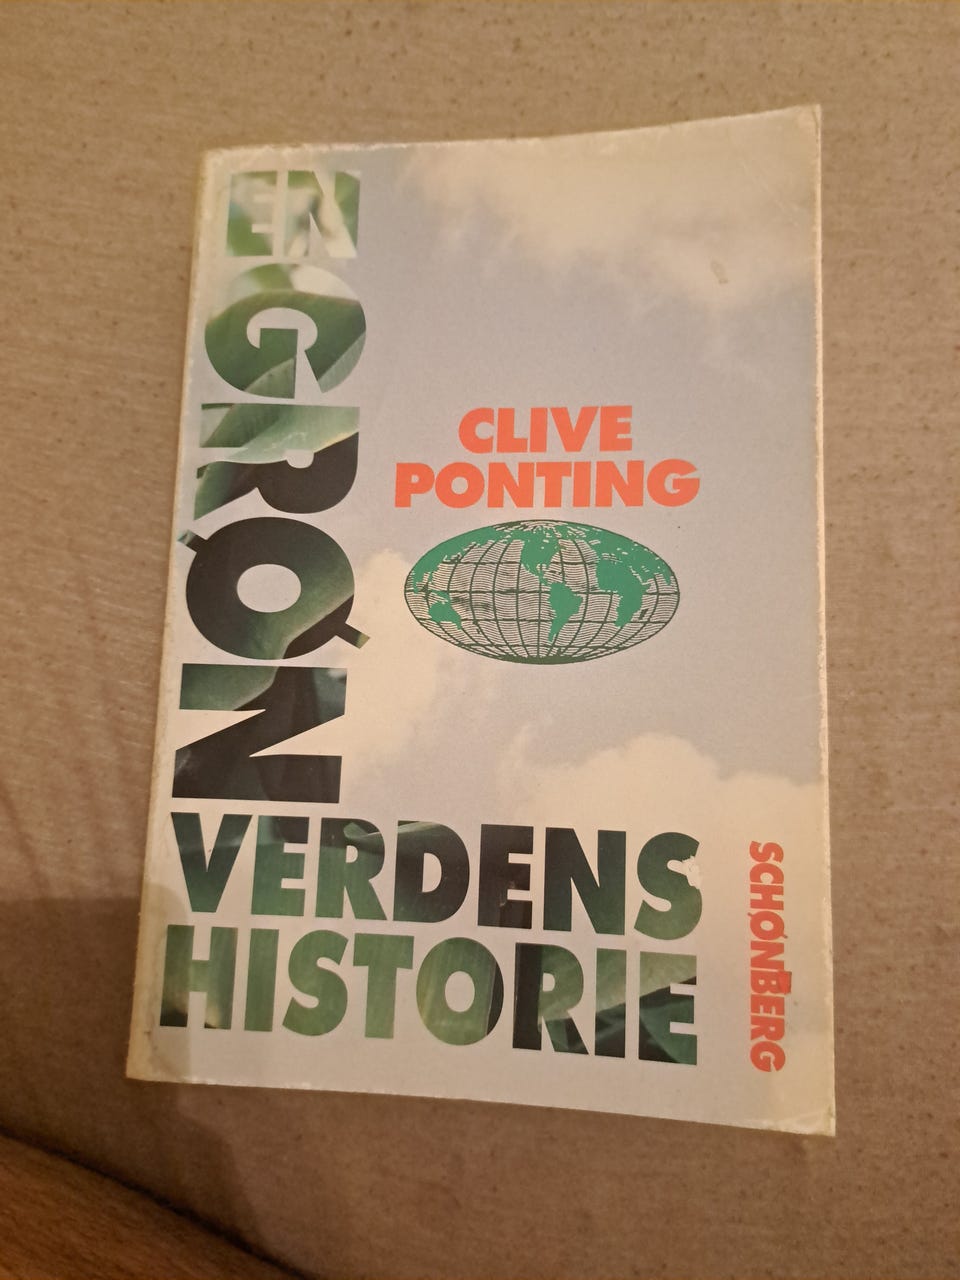 EN
GRØN
VERDENS
HISTORIE
CLIVE
PONTING
SCHØNBERG